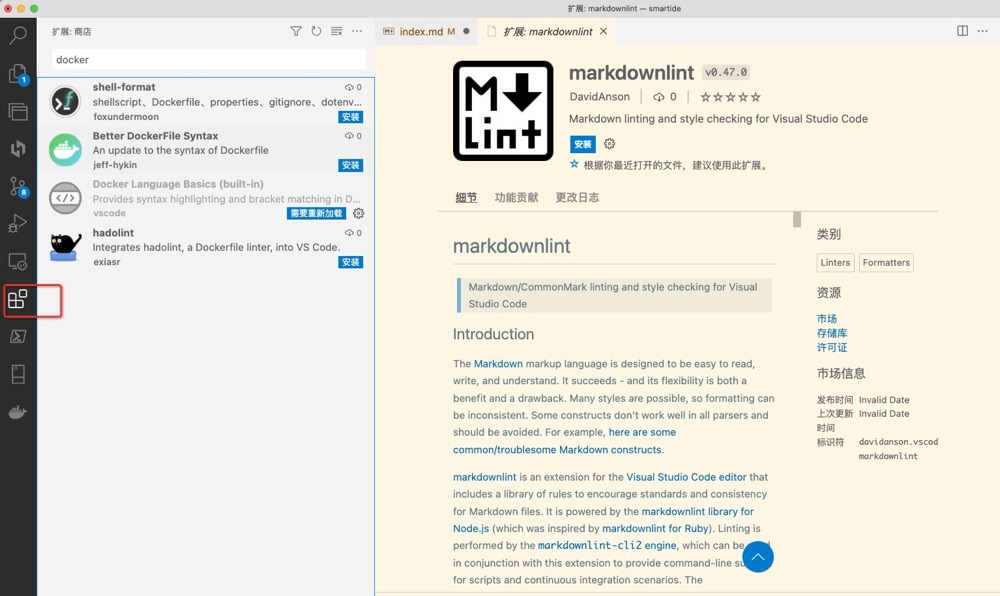 扩展: markdownlint — smartide
扩展: 商店
docker
shell-format
0
shellscript、Dockerfile、properties、gitignore、dotenv...
foxundermoon
安装
Better DockerFile Syntax
0
An update to the syntax of Dockerfile
jeff-hykin
安装
Docker Language Basics (built-in)
Provides syntax highlighting and bracket matching in D...
vscode
需要重新加载
hadolint
0
Integrates hadolint, a Dockerfile linter, into VS Code.
exiasr
安装
1
8
index.md M
扩展: markdownlint
M
Lint
markdownlint v0.47.0
DavidAnson
0
Markdown linting and style checking for Visual Studio Code
安装
根据你最近打开的文件，建议使用此扩展。
细节 功能贡献 更改日志
markdownlint
Markdown/CommonMark linting and style checking for Visual
Studio Code
Introduction
The Markdown markup language is designed to be easy to read,
write, and understand. It succeeds - and its flexibility is both a
benefit and a drawback. Many styles are possible, so formatting can
be inconsistent. Some constructs don't work well in all parsers and
should be avoided. For example, here are some
common/troublesome Markdown constructs.
markdownlint is an extension for the Visual Studio Code editor that
includes a library of rules to encourage standards and consistency
for Markdown files. It is powered by the markdownlint library for
Node.js (which was inspired by markdownlint for Ruby). Linting is
performed by the markdownlint-cli2 engine, which can be
in conjunction with this extension to provide command-line
for scripts and continuous integration scenarios. The
类别
Linters
Formatters
资源
市场
存储库
许可证
市场信息
发布时间 Invalid Date
上次更新时间 Invalid Date
标识符 davidanson.vscod
markdownlint